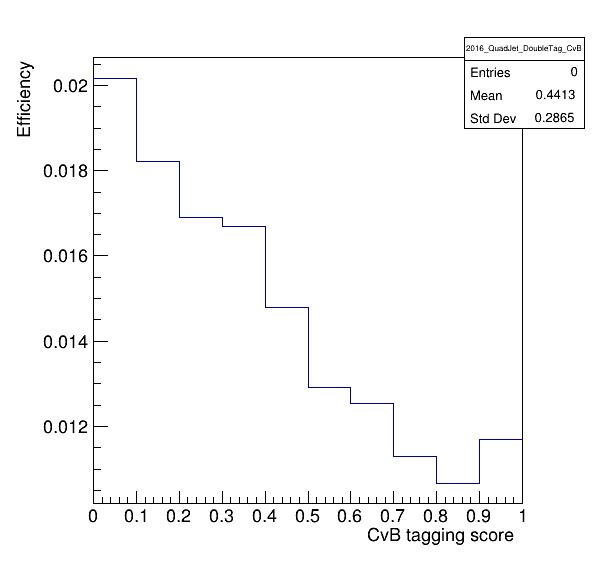 2016_QuadJet_DoubleTag_CvB
Entries 0
Mean 0.4413
Std Dev 0.2865
Efficiency
0.02
0.018
0.016
0.014
0.012
0 0.1 0.2 0.3 0.4 0.5 0.6 0.7 0.8 0.9 1
CvB tagging score